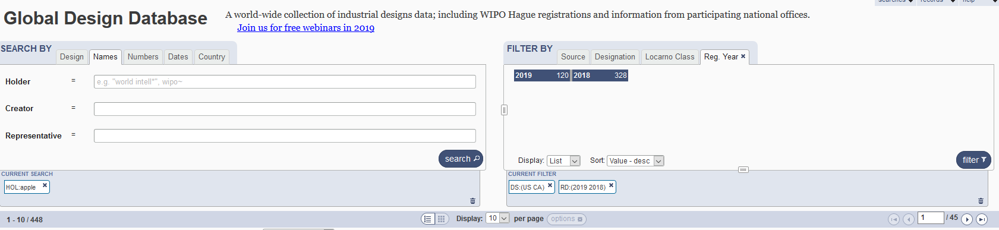 searches records help
Global Design Database
A world-wide collection of industrial designs data; including WIPO Hague registrations and information from participating national offices.
Join us for free webinars in 2019
SEARCH BY Design Names Numbers Dates Country
Holder = e.g. "world intell*", wipo~
Creator =
Representative =
search
CURRENT SEARCH
HOL:apple ×
FILTER BY Source Designation Locarno Class Reg. Year ×
2019 120 2018 328
Display: List Sort: Value - desc
filter
CURRENT FILTER
DS:(US CA) × RD:(2019 2018) ×
1 - 10 / 448 Display: 10 per page options 1 / 45